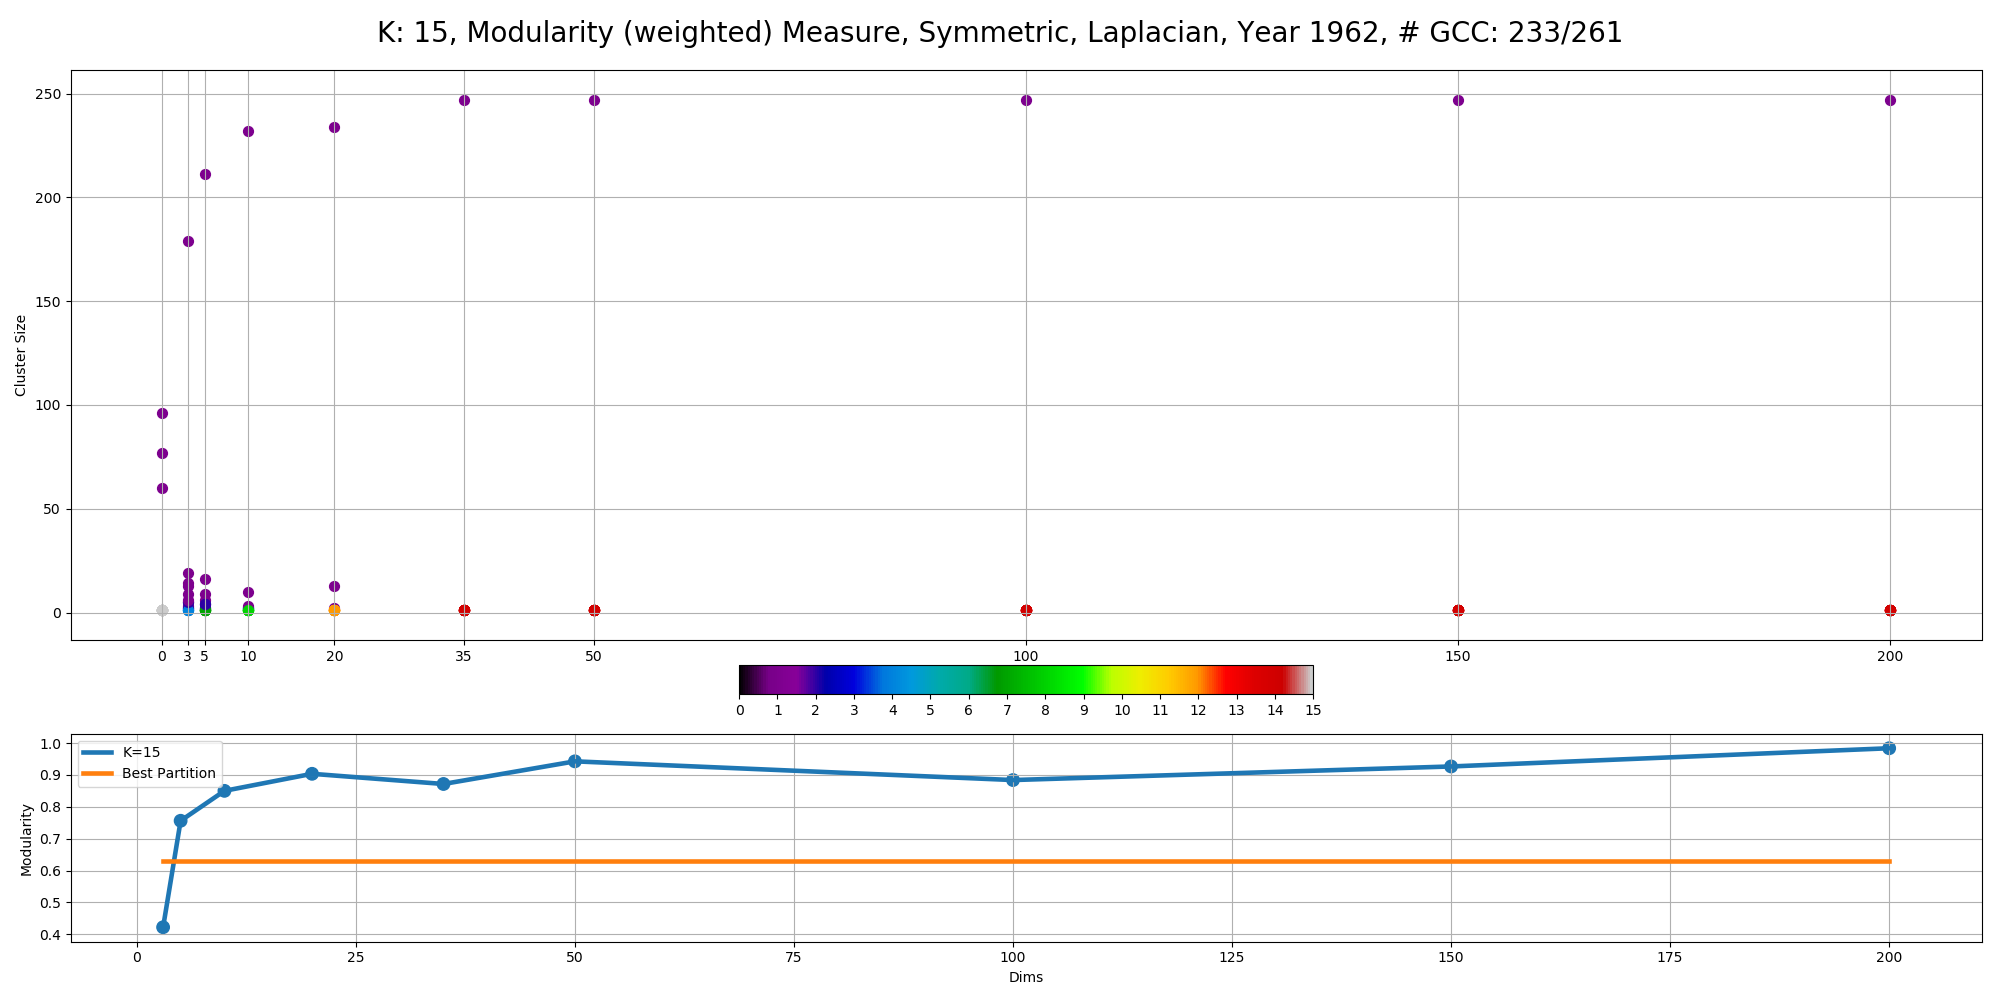 K: 15, Modularity (weighted) Measure, Symmetric, Laplacian, Year 1962, # GCC: 233/261
250
200
150
100
50
0
Cluster Size
0 3 5 10 20 35 50 100 150 200
0 1 2 3 4 5 6 7 8 9 10 11 12 13 14 15
K=15
Best Partition
1.0
0.9
0.8
0.7
0.6
0.5
0.4
Modularity
0 25 50 75 100 125 150 175 200
Dims